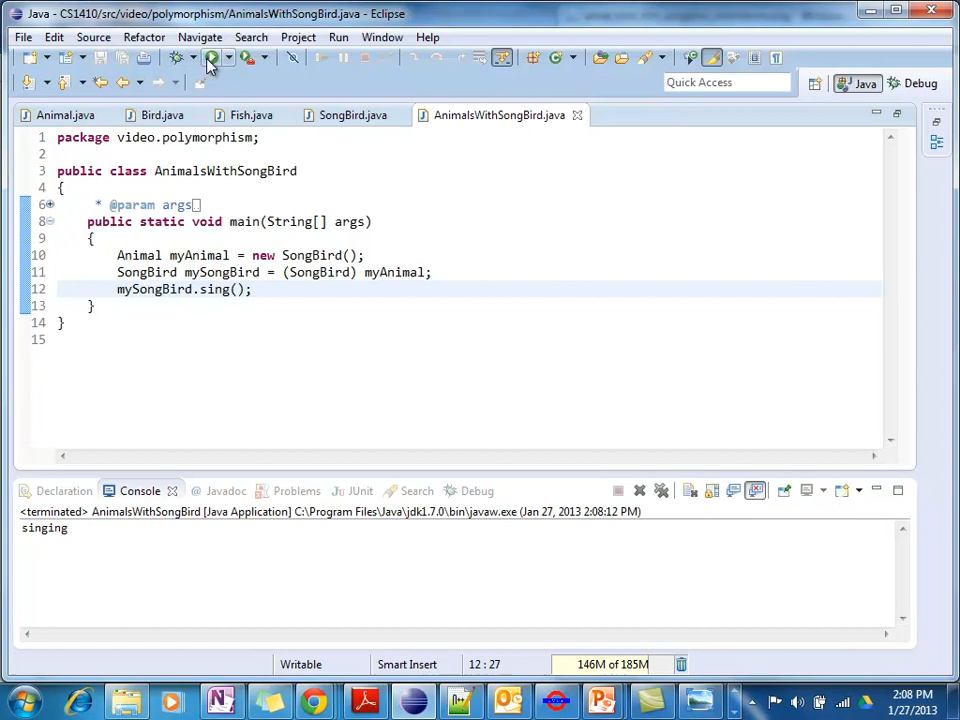 Java - CS1410/src/video/polymorphism/AnimalsWithSongBird.java - Eclipse
File Edit Source Refactor Navigate Search Project Run Window Help
Quick Access
Java
Debug
Animal.java Bird.java Fish.java SongBird.java AnimalsWithSongBird.java
1 package video.polymorphism;
2
3 public class AnimalsWithSongBird
4 {
6 * @param args
8 public static void main(String[] args)
9 {
10 Animal myAnimal = new SongBird();
11 SongBird mySongBird = (SongBird) myAnimal;
12 mySongBird.sing();
13 }
14 }
15
Declaration Console Javadoc Problems JUnit Search Debug
<terminated> AnimalsWithSongBird [Java Application] C:\Program Files\Java\jdk1.7.0\bin\javaw.exe (Jan 27, 2013 2:08:12 PM)
singing
Writable Smart Insert 12 : 27 146M of 185M
2:08 PM
1/27/2013